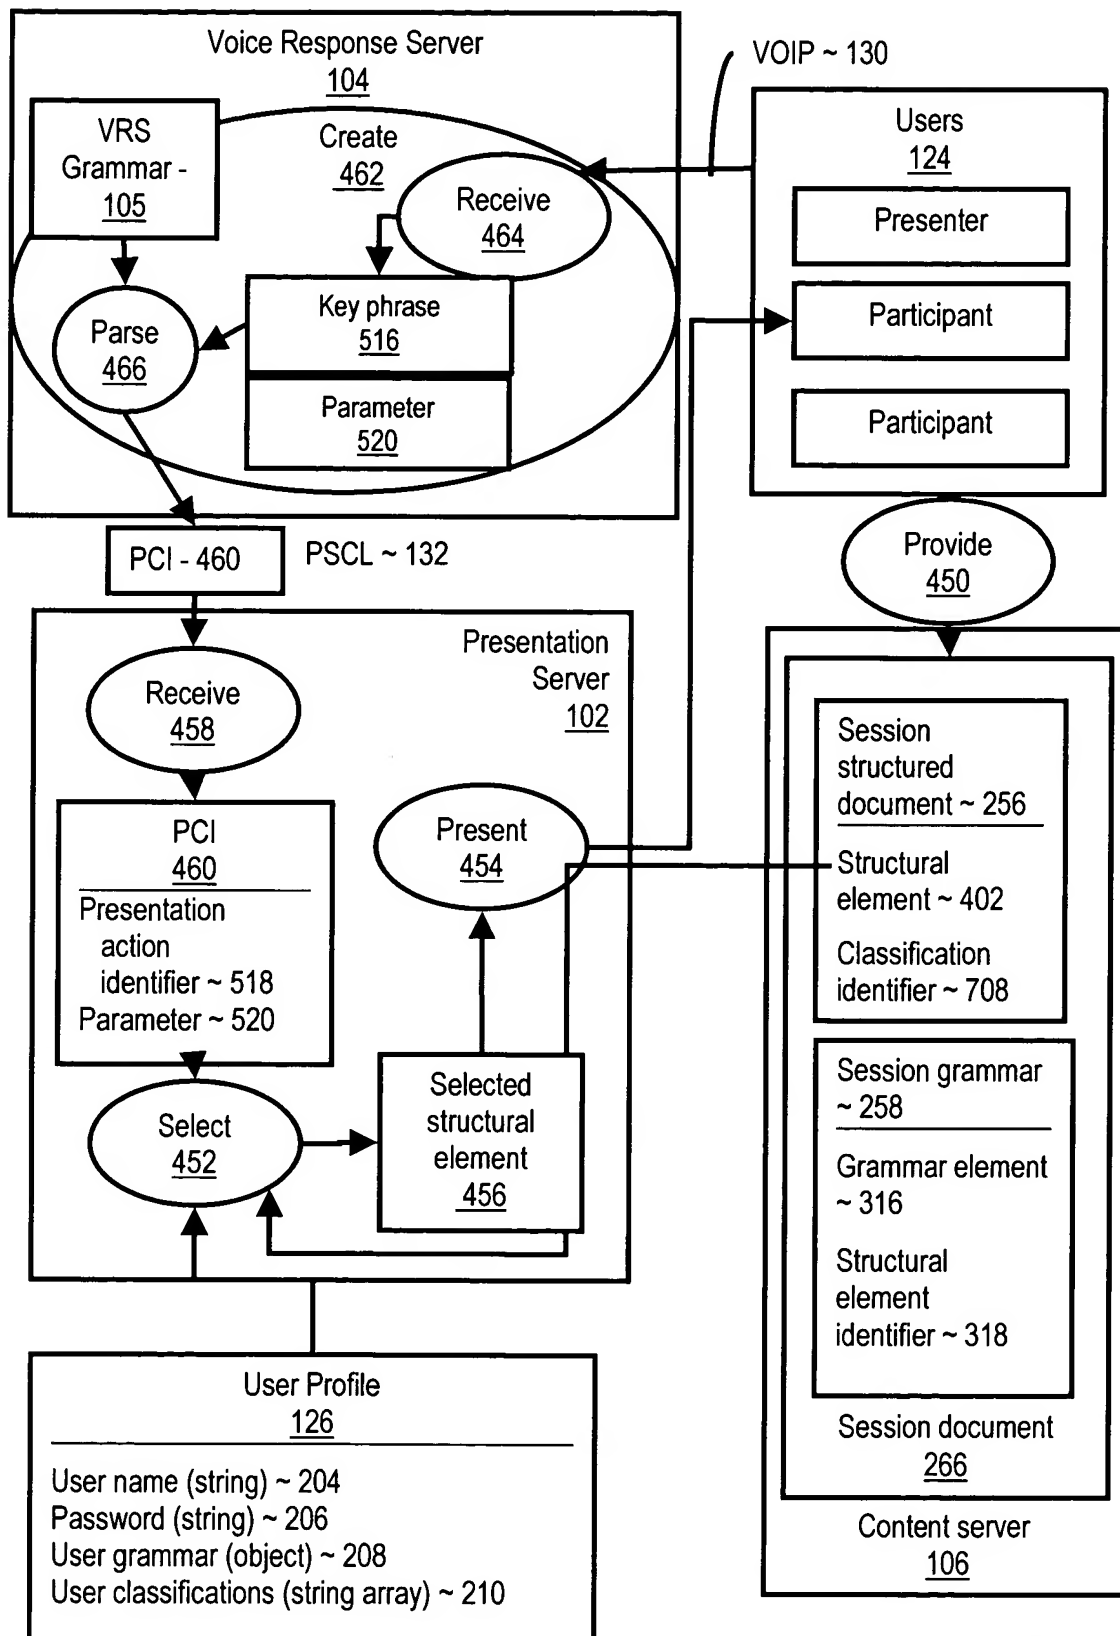 Voice Response Server
104
VRS
Grammar -
105
Create
462
Receive
464
Key phrase
516
Parse
466
Parameter
520
VOIP ~ 130
Users
124
Presenter
Participant
Participant
PCI - 460
PSCL ~ 132
Provide
450
Presentation
Server
102
Receive
458
PCI
460
Presentation
action
identifier ~ 518
Parameter ~ 520
Present
454
Select
452
Selected
structural
element
456
Session
structured
document ~ 256
Structural
element ~ 402
Classification
identifier ~ 708
Session grammar
~ 258
Grammar element
~ 316
Structural
element
identifier ~ 318
Session document
266
Content server
106
User Profile
126
User name (string) ~ 204
Password (string) ~ 206
User grammar (object) ~ 208
User classifications (string array) ~ 210